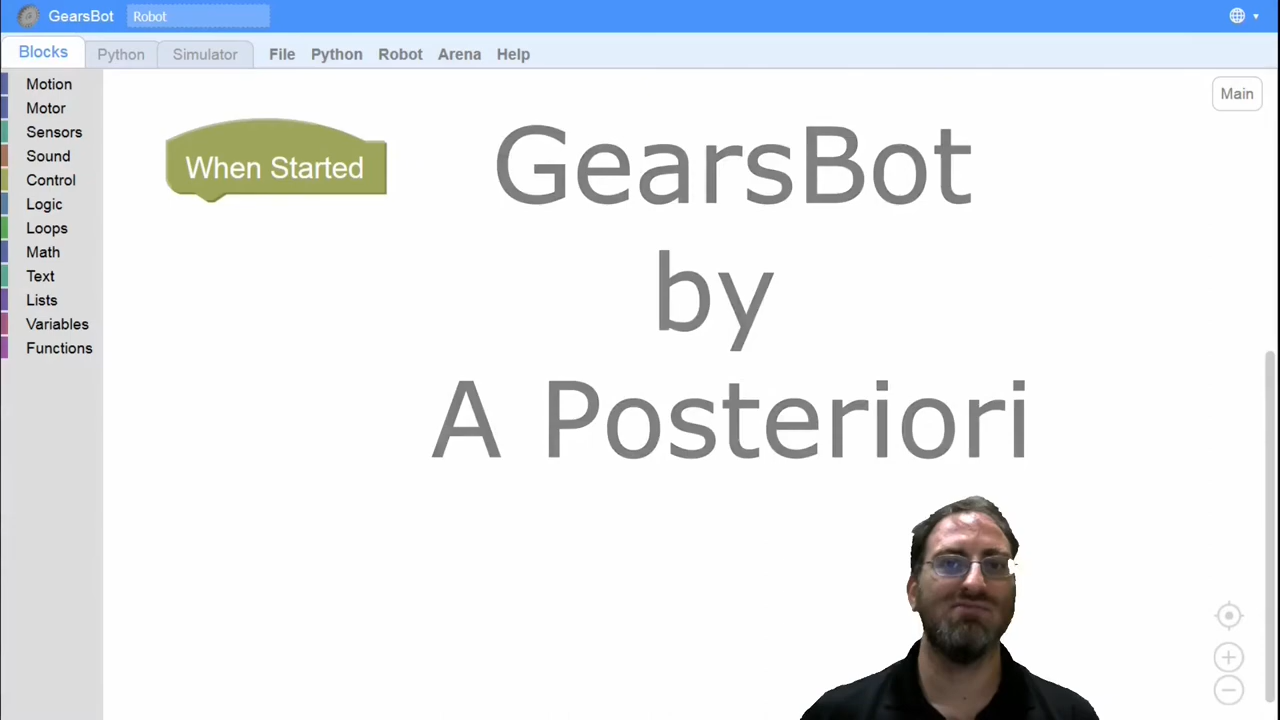 GearsBot Robot
Blocks Python Simulator File Python Robot Arena Help
Motion
Motor
Sensors
Sound
Control
Logic
Loops
Math
Text
Lists
Variables
Functions
When Started
GearsBot
by
A Posteriori
Main